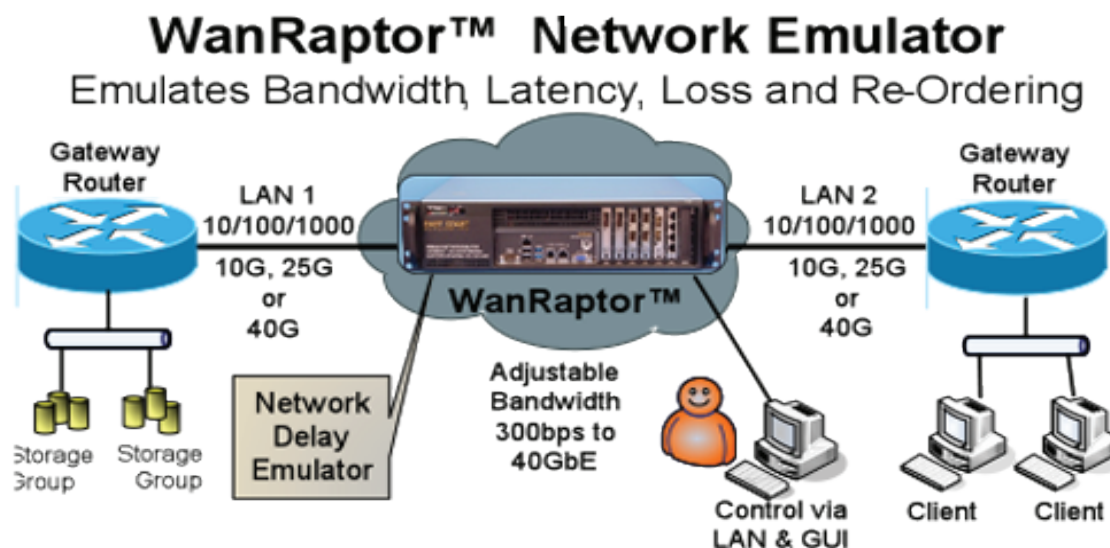 WanRaptor™ Network Emulator
Emulates Bandwidth, Latency, Loss and Re-Ordering
Gateway
Router
LAN 1
10/100/1000
10G, 25G
or
40G
WanRaptor™
LAN 2
10/100/1000
10G, 25G
or
40G
Gateway
Router
Storage
Group
Storage
Group
Network
Delay
Emulator
Adjustable
Bandwidth
300bps to
40GbE
Control via
LAN & GUI
Client
Client